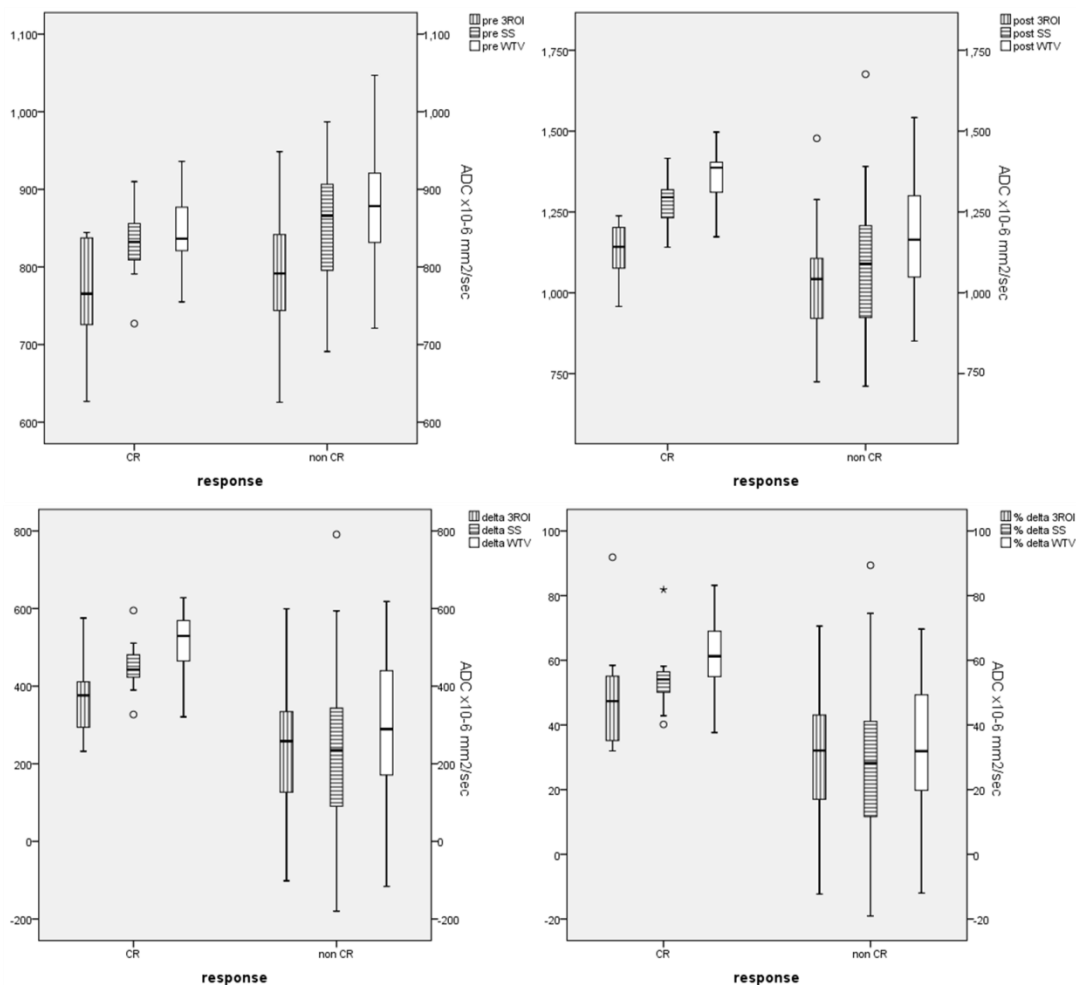 pre 3ROI
pre SS
pre WTV
1,100
1,100
1,000
1,000
900
900
800
800
700
700
600
600
ADC x10-6 mm2/sec
CR
non CR
response
post 3ROI
post SS
post WTV
1,750
1,750
1,500
1,500
1,250
1,250
1,000
1,000
750
750
ADC x10-6 mm2/sec
CR
non CR
response
delta 3ROI
delta SS
delta WTV
800
800
600
600
400
400
200
200
0
0
-200
-200
ADC x10-6 mm2/sec
CR
non CR
response
% delta 3ROI
% delta SS
% delta WTV
100
100
80
80
60
60
40
40
20
20
0
0
-20
-20
ADC x10-6 mm2/sec
CR
non CR
response